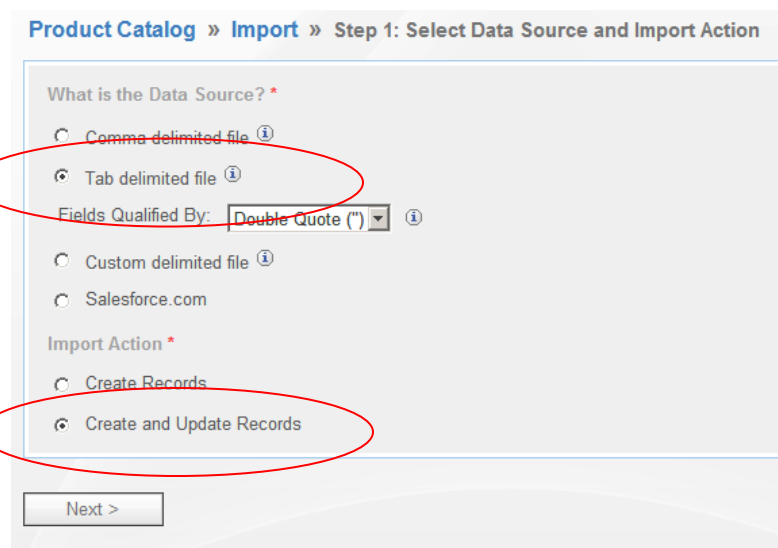 Product Catalog » Import » Step 1: Select Data Source and Import Action
What is the Data Source? *
Comma delimited file
Tab delimited file
Fields Qualified By: Double Quote (")
Custom delimited file
Salesforce.com
Import Action *
Create Records
Create and Update Records
Next >